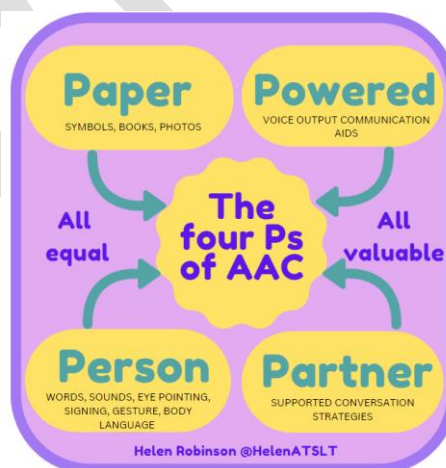 Paper
SYMBOLS, BOOKS, PHOTOS
Powered
VOICE OUTPUT COMMUNICATION
AIDS
The
four Ps
of AAC
All
equal
All
valuable
Person
WORDS, SOUNDS, EYE POINTING,
SIGNING, GESTURE, BODY
LANGUAGE
Partner
SUPPORTED CONVERSATION
STRATEGIES
Helen Robinson @HelenATSLT